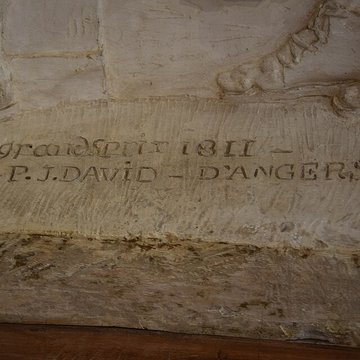 grand prix 1811 –
P. J. DAVID – D'ANGERS